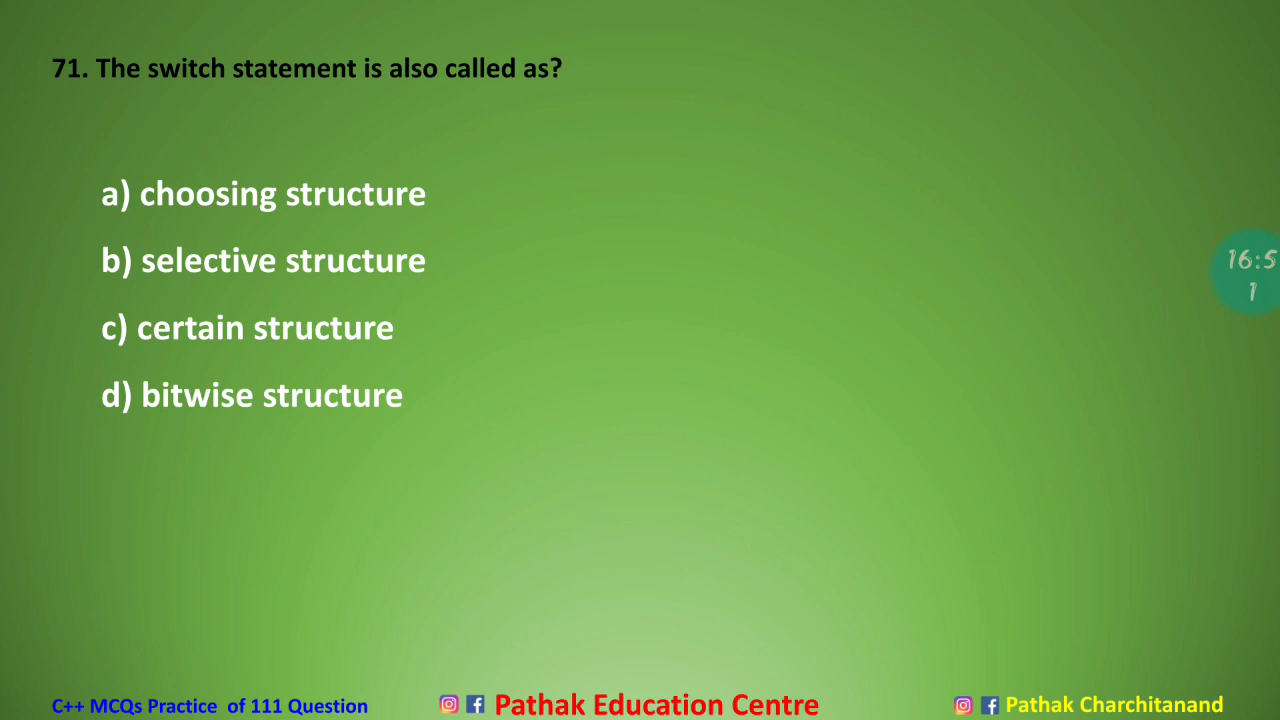 71. The switch statement is also called as?
a) choosing structure
b) selective structure
c) certain structure
d) bitwise structure
16:5
1
C++ MCQs Practice of 111 Question
Pathak Education Centre
Pathak Charchitanand